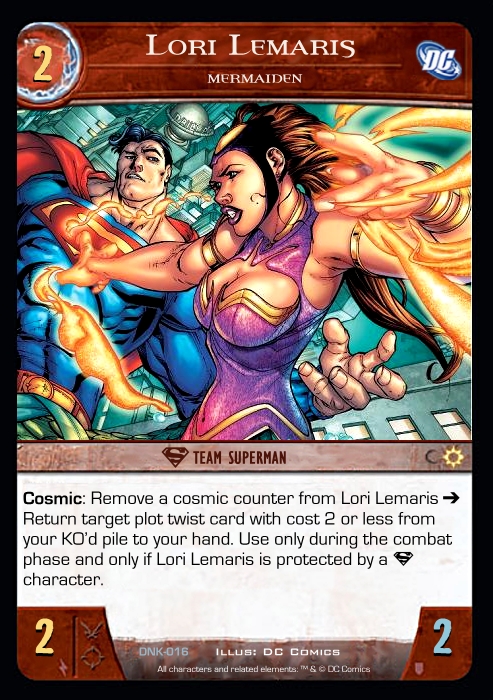 2
LORI LEMARIS
MERMAIDEN
DC
TEAM SUPERMAN
C
Cosmic: Remove a cosmic counter from Lori Lemaris ➔
Return target plot twist card with cost 2 or less from
your KO'd pile to your hand. Use only during the combat
phase and only if Lori Lemaris is protected by a
character.
2
DNK-016 ILLUS: DC COMICS
2
All characters and related elements: ™ & © DC Comics